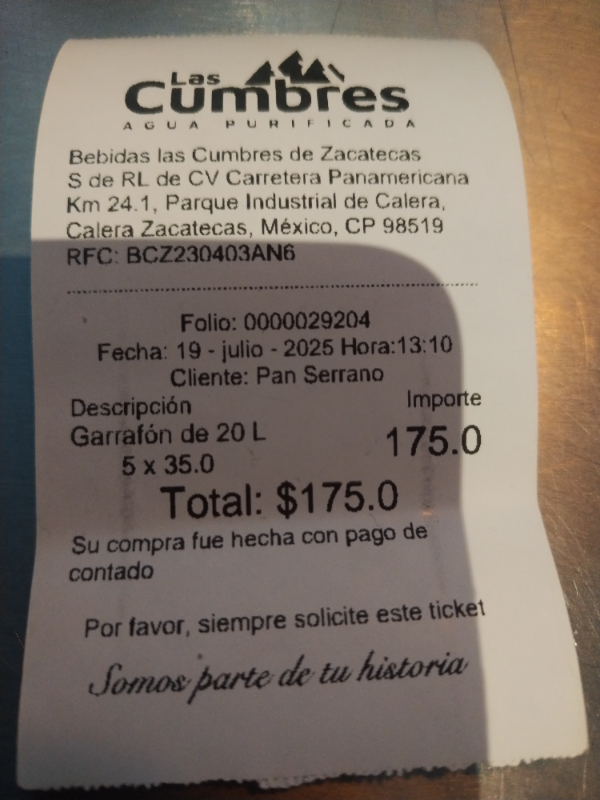 Las
Cumbres
AGUA PURIFICADA
Bebidas las Cumbres de Zacatecas
S de RL de CV Carretera Panamericana
Km 24.1, Parque Industrial de Calera,
Calera Zacatecas, México, CP 98519
RFC: BCZ230403AN6
Folio: 0000029204
Fecha: 19 - julio - 2025 Hora:13:10
Cliente: Pan Serrano
Descripción Importe
Garrafón de 20 L 175.0
5 x 35.0
Total: $175.0
Su compra fue hecha con pago de
contado
Por favor, siempre solicite este ticket
Somos parte de tu historia